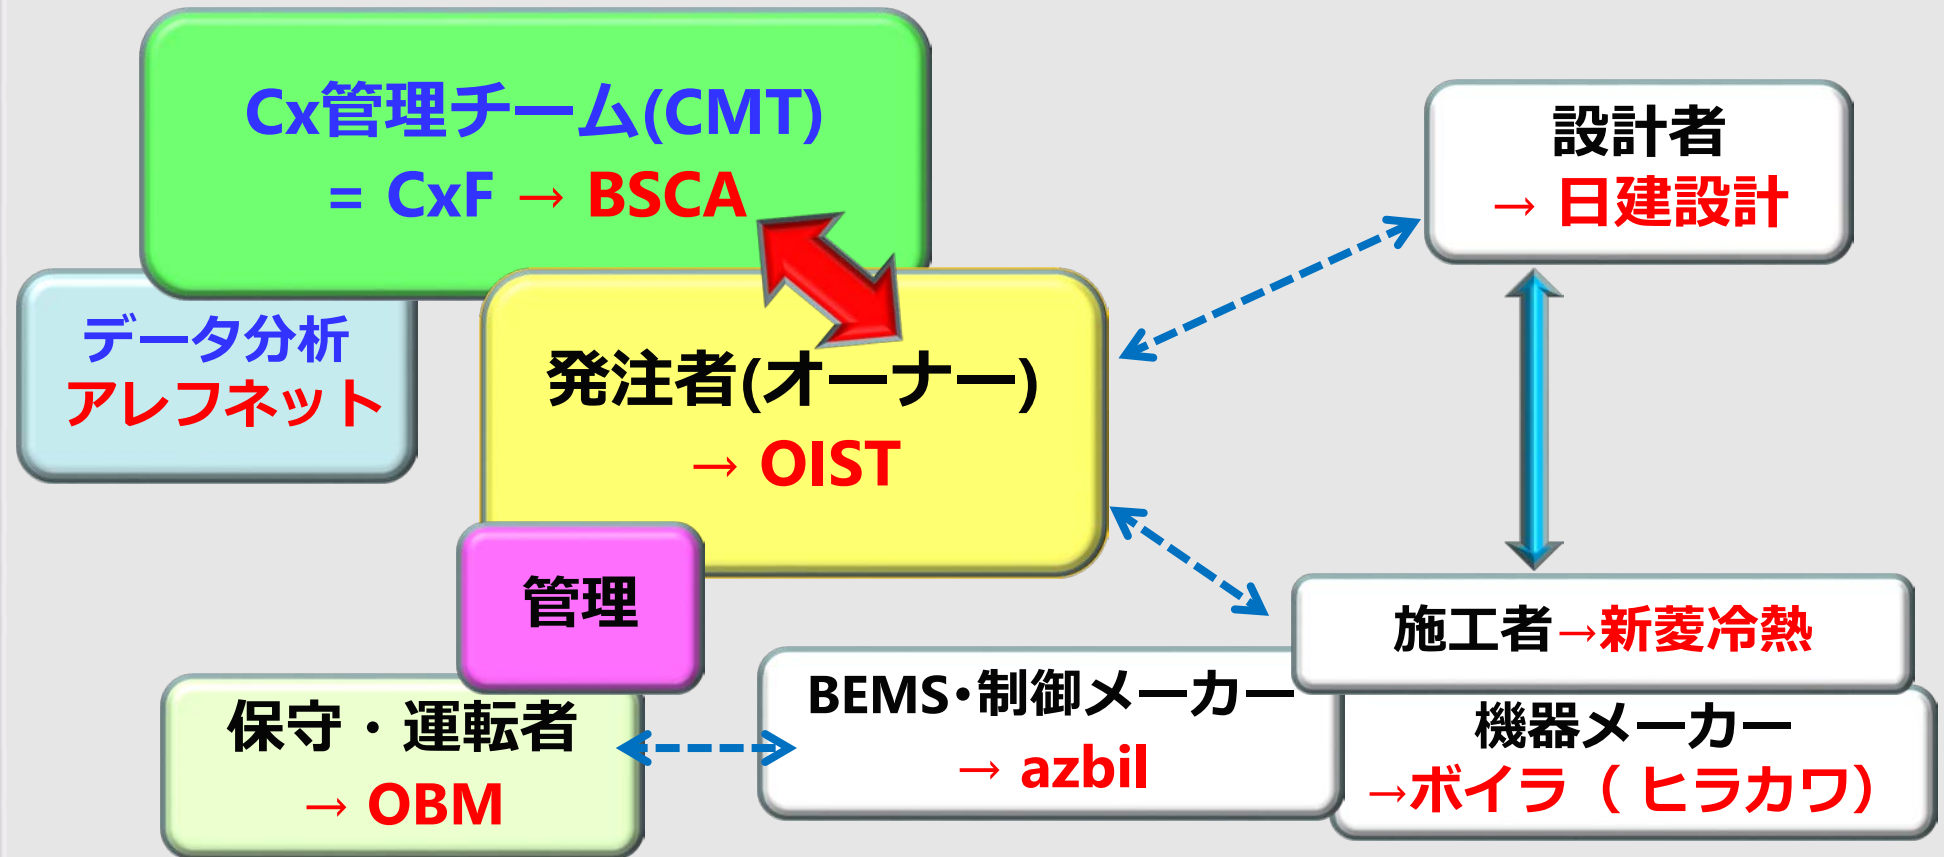 Cx管理チーム(CMT)
= CxF → BSCA
設計者
→ 日建設計
データ分析
アレフネット
発注者(オーナー)
→ OIST
管理
施工者→新菱冷熱
保守・運転者
→ OBM
BEMS・制御メーカー
→ azbil
機器メーカー
→ボイラ（ ヒラカワ）